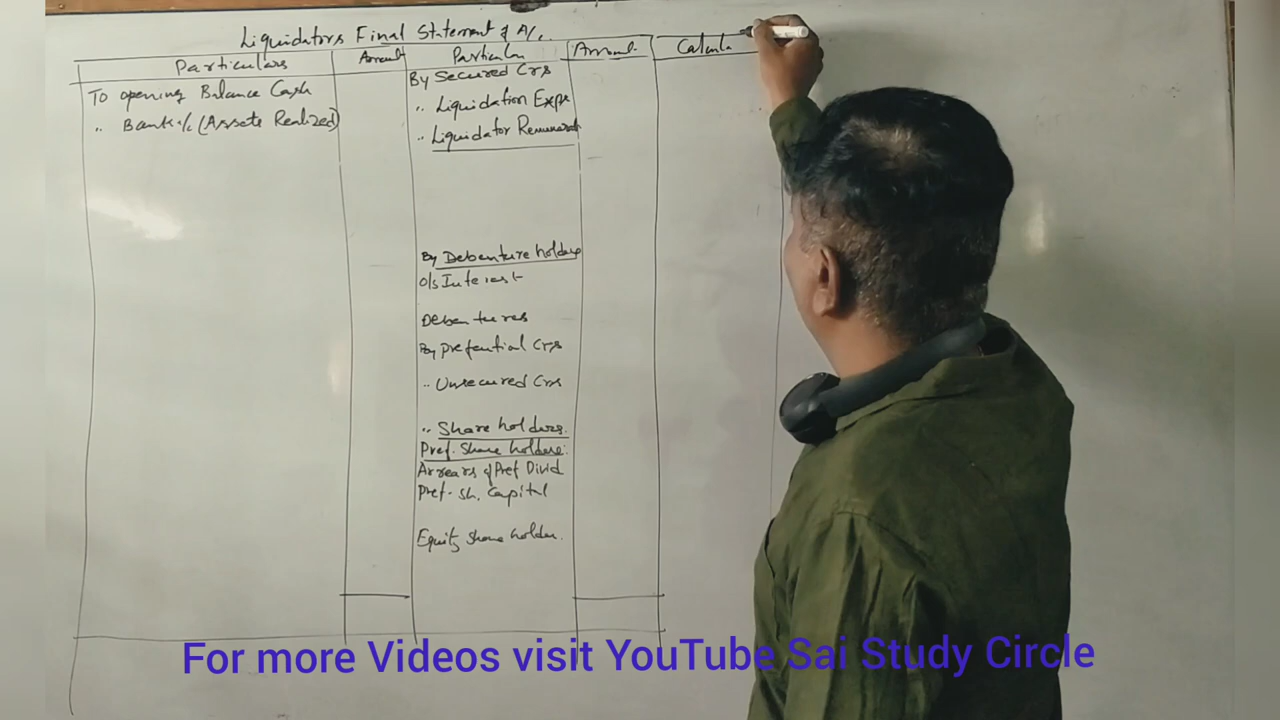 Liquidators Final Statement of A/c.
Particulars Amount Particulars Amount Calcula
To opening Balance Cash
" Bank a/c (Assets Realized)
By Secured Crs
" Liquidation Exps
" Liquidator Remunerat
By Debenture holders
O/s Interest
Debentures
By Prefential Crs
" Unsecured Crs
" Share holders.
Pref. Share holders:
Arrears of Pref Divid
Pref. Sh. Capital
Equity Share holder.
For more Videos visit YouTube Sai Study Circle